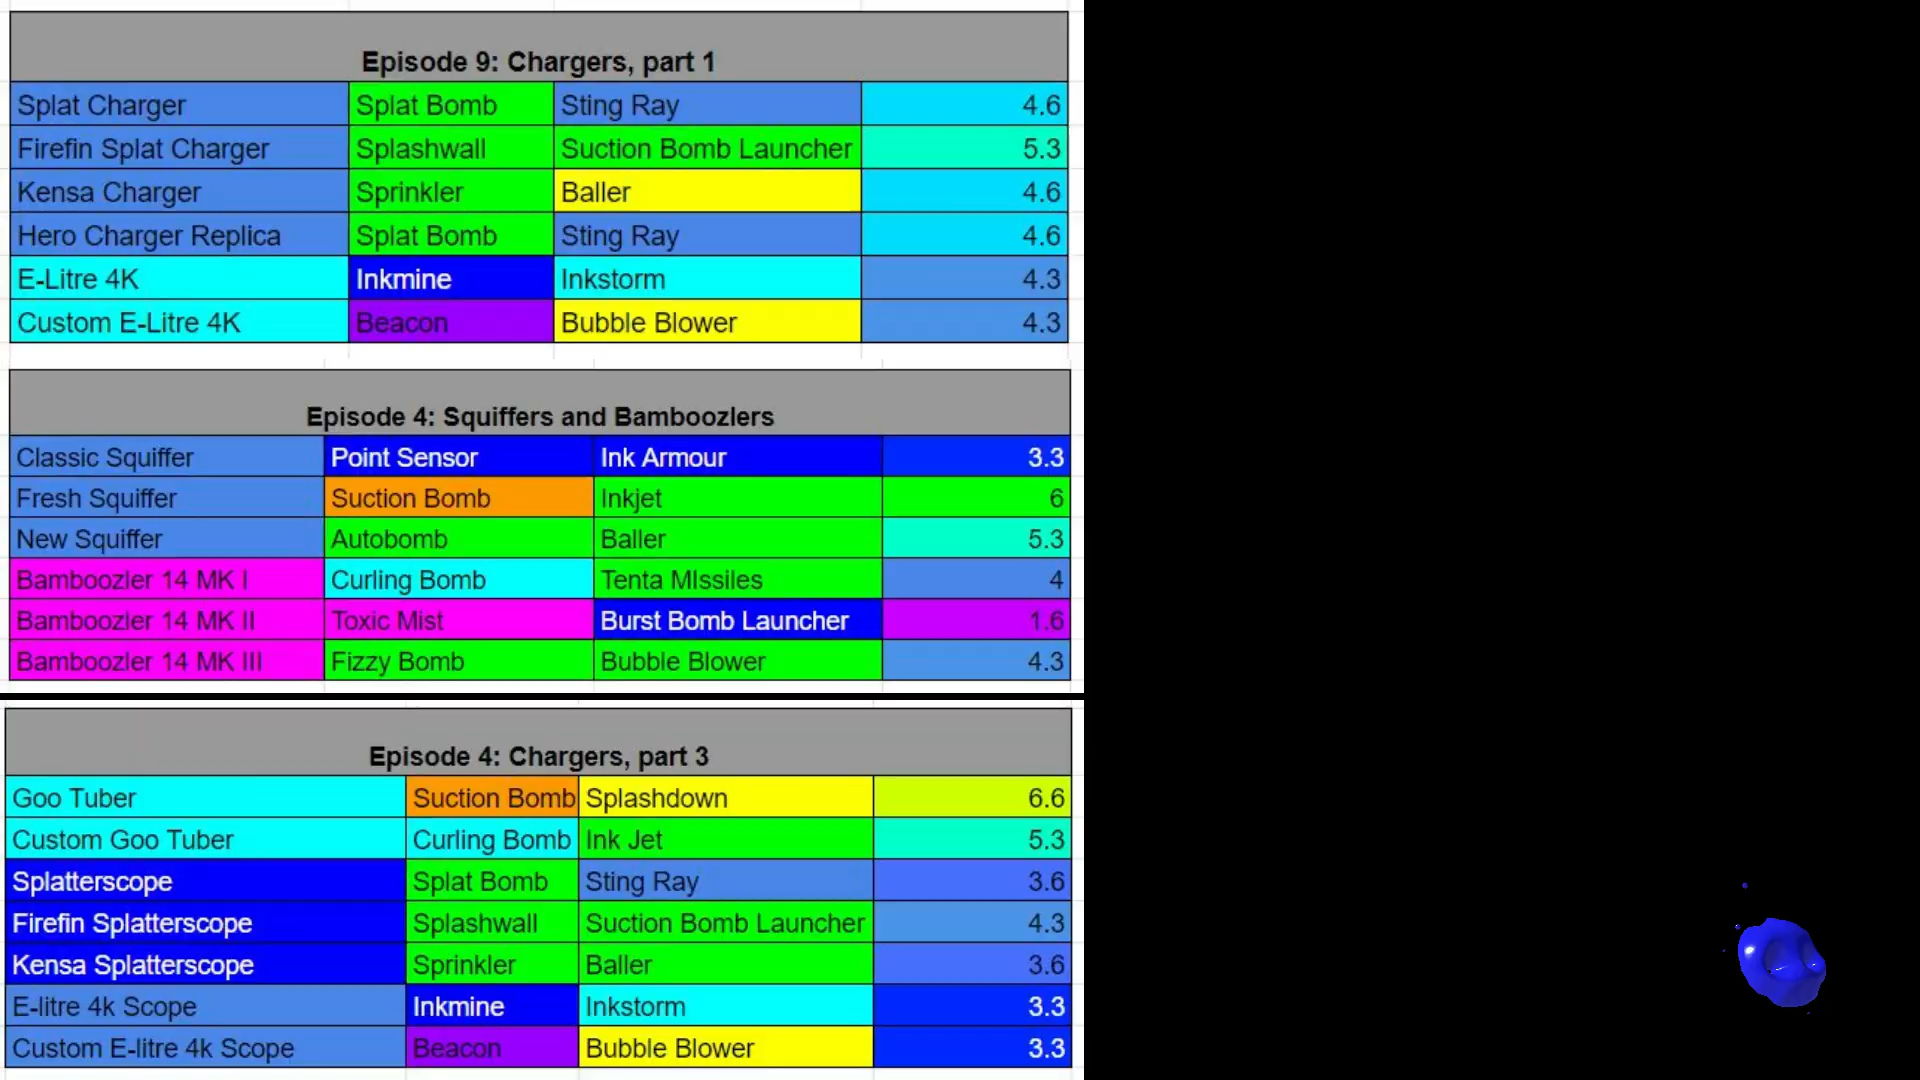 Episode 9: Chargers, part 1
Splat Charger Splat Bomb Sting Ray 4.6
Firefin Splat Charger Splashwall Suction Bomb Launcher 5.3
Kensa Charger Sprinkler Baller 4.6
Hero Charger Replica Splat Bomb Sting Ray 4.6
E-Litre 4K Inkmine Inkstorm 4.3
Custom E-Litre 4K Beacon Bubble Blower 4.3
Episode 4: Squiffers and Bamboozlers
Classic Squiffer Point Sensor Ink Armour 3.3
Fresh Squiffer Suction Bomb Inkjet 6
New Squiffer Autobomb Baller 5.3
Bamboozler 14 MK I Curling Bomb Tenta MIssiles 4
Bamboozler 14 MK II Toxic Mist Burst Bomb Launcher 1.6
Bamboozler 14 MK III Fizzy Bomb Bubble Blower 4.3
Episode 4: Chargers, part 3
Goo Tuber Suction Bomb Splashdown 6.6
Custom Goo Tuber Curling Bomb Ink Jet 5.3
Splatterscope Splat Bomb Sting Ray 3.6
Firefin Splatterscope Splashwall Suction Bomb Launcher 4.3
Kensa Splatterscope Sprinkler Baller 3.6
E-litre 4k Scope Inkmine Inkstorm 3.3
Custom E-litre 4k Scope Beacon Bubble Blower 3.3